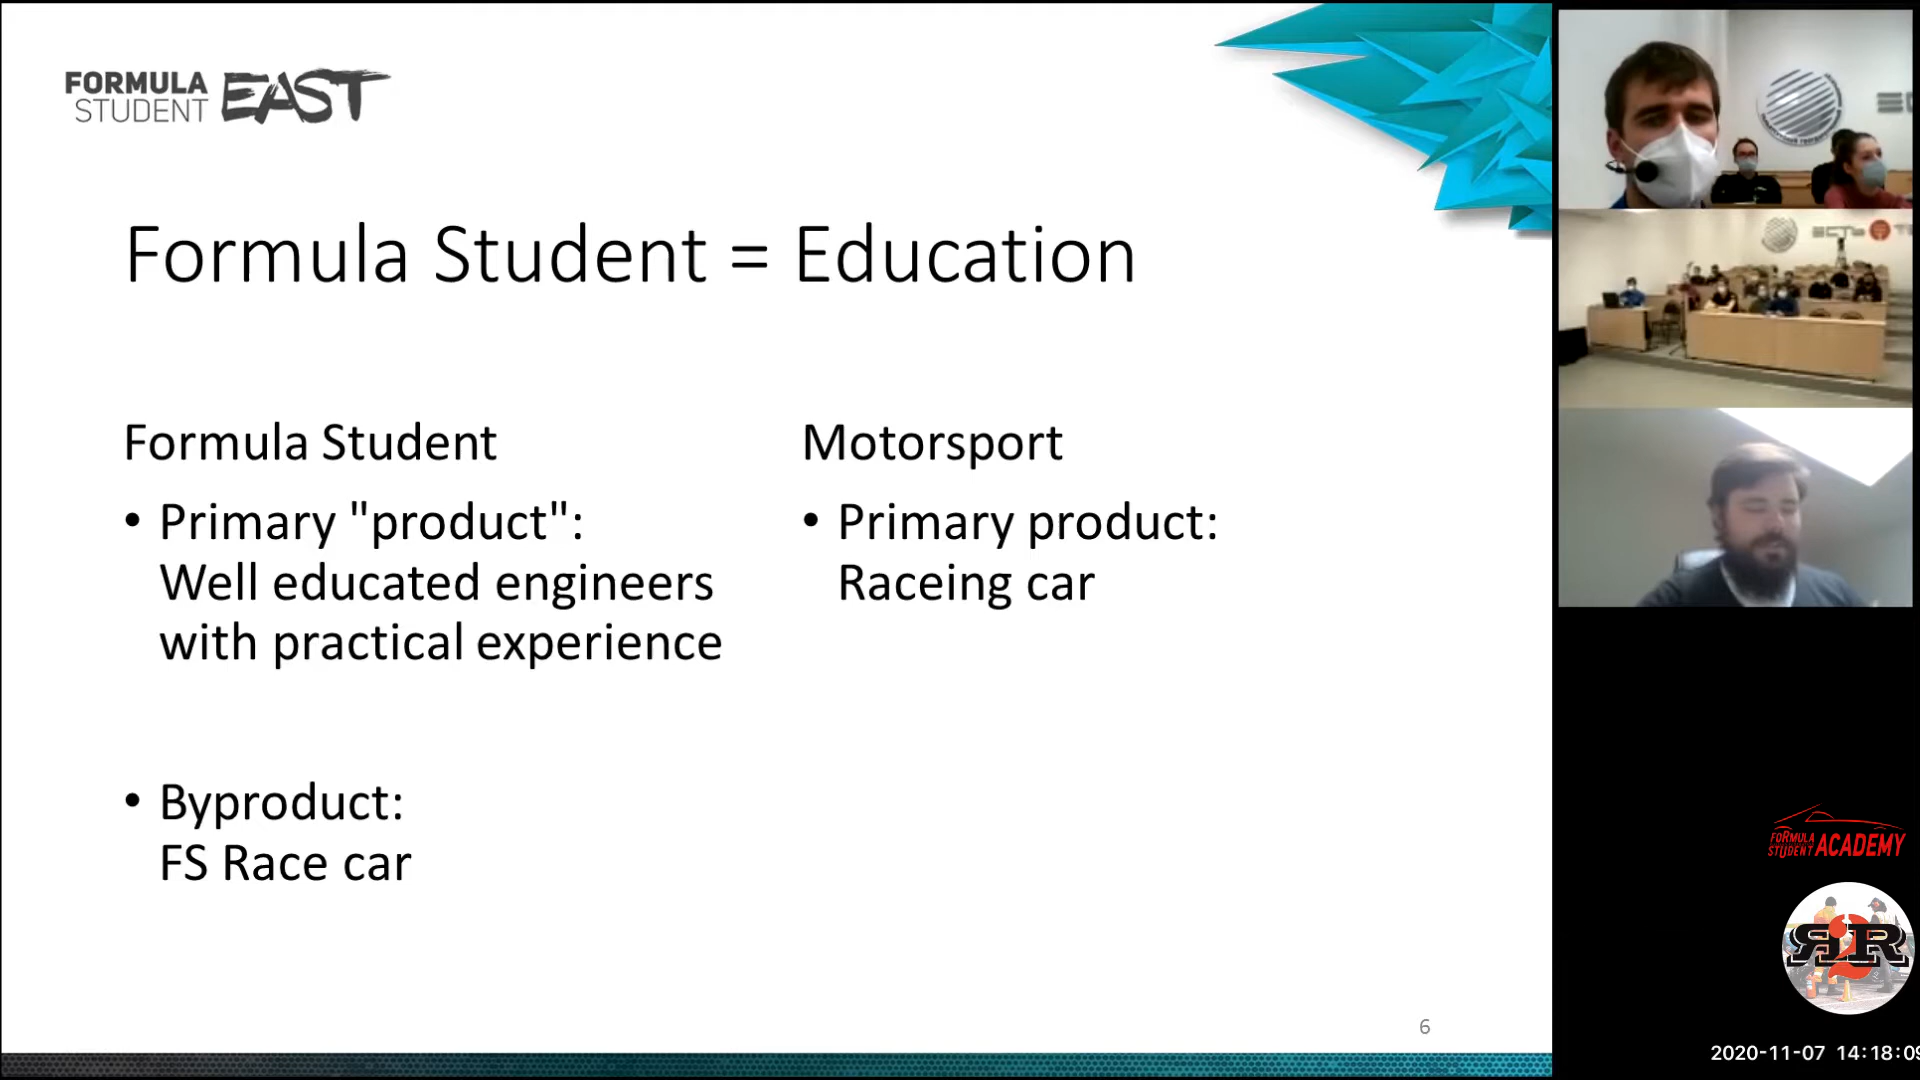 FORMULA
STUDENT EAST
Formula Student = Education
Formula Student
• Primary "product":
Well educated engineers
with practical experience
• Byproduct:
FS Race car
Motorsport
• Primary product:
Raceing car
6
ЕСТЬ
FORMULA
STUDENT ACADEMY
2020-11-07 14:18:09